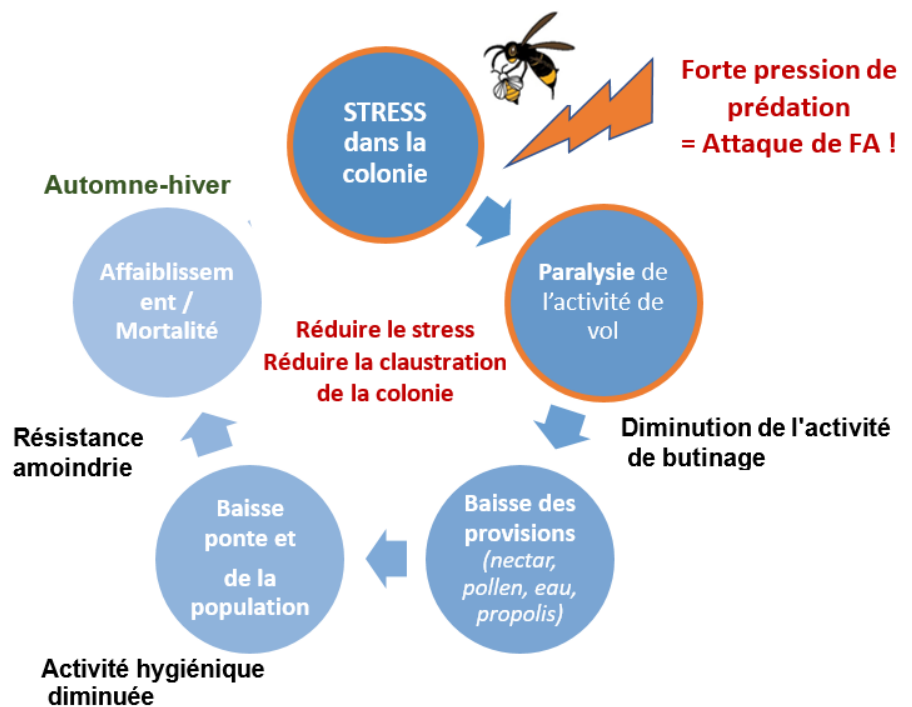 STRESS
dans la
colonie
Forte pression de
prédation
= Attaque de FA !
Automne-hiver
Affaiblissem
ent /
Mortalité
Paralysie de
l’activité de
vol
Réduire le stress
Réduire la claustration
de la colonie
Résistance
amoindrie
Diminution de l'activité
de butinage
Baisse
ponte et
de la
population
Baisse des
provisions
(nectar,
pollen, eau,
propolis)
Activité hygiénique
diminuée